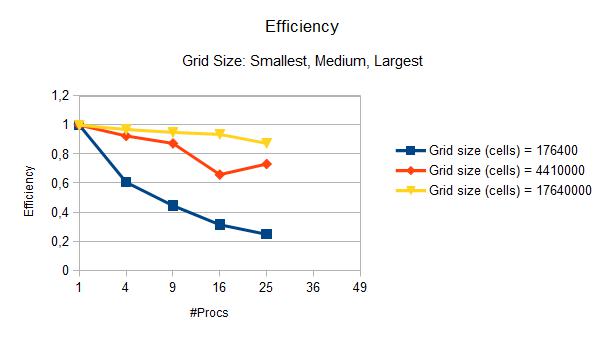 Efficiency
Grid Size: Smallest, Medium, Largest
1,2
1
0,8
0,6
0,4
0,2
0
Efficiency
1 4 9 16 25 36 49
#Procs
Grid size (cells) = 176400
Grid size (cells) = 4410000
Grid size (cells) = 17640000